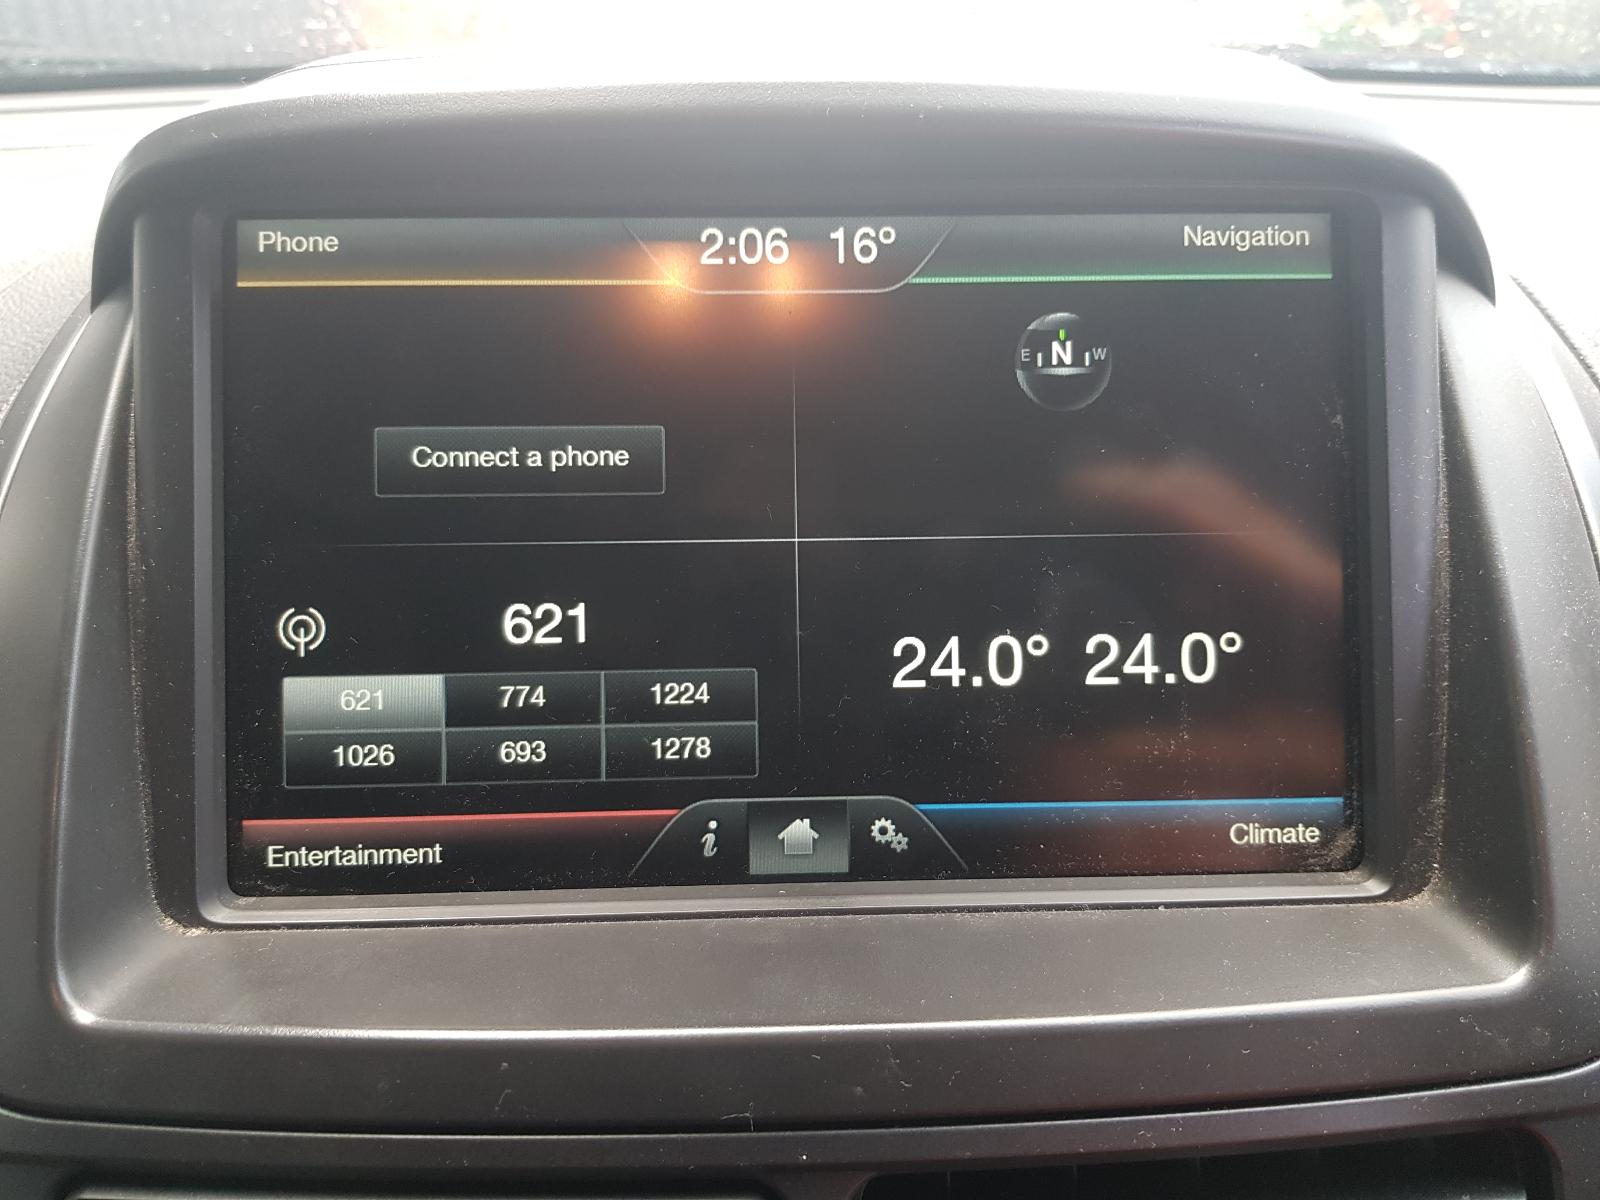 Phone
2:06 16°
Navigation
E N W
Connect a phone
621
621 774 1224
1026 693 1278
24.0° 24.0°
Entertainment
i
Climate